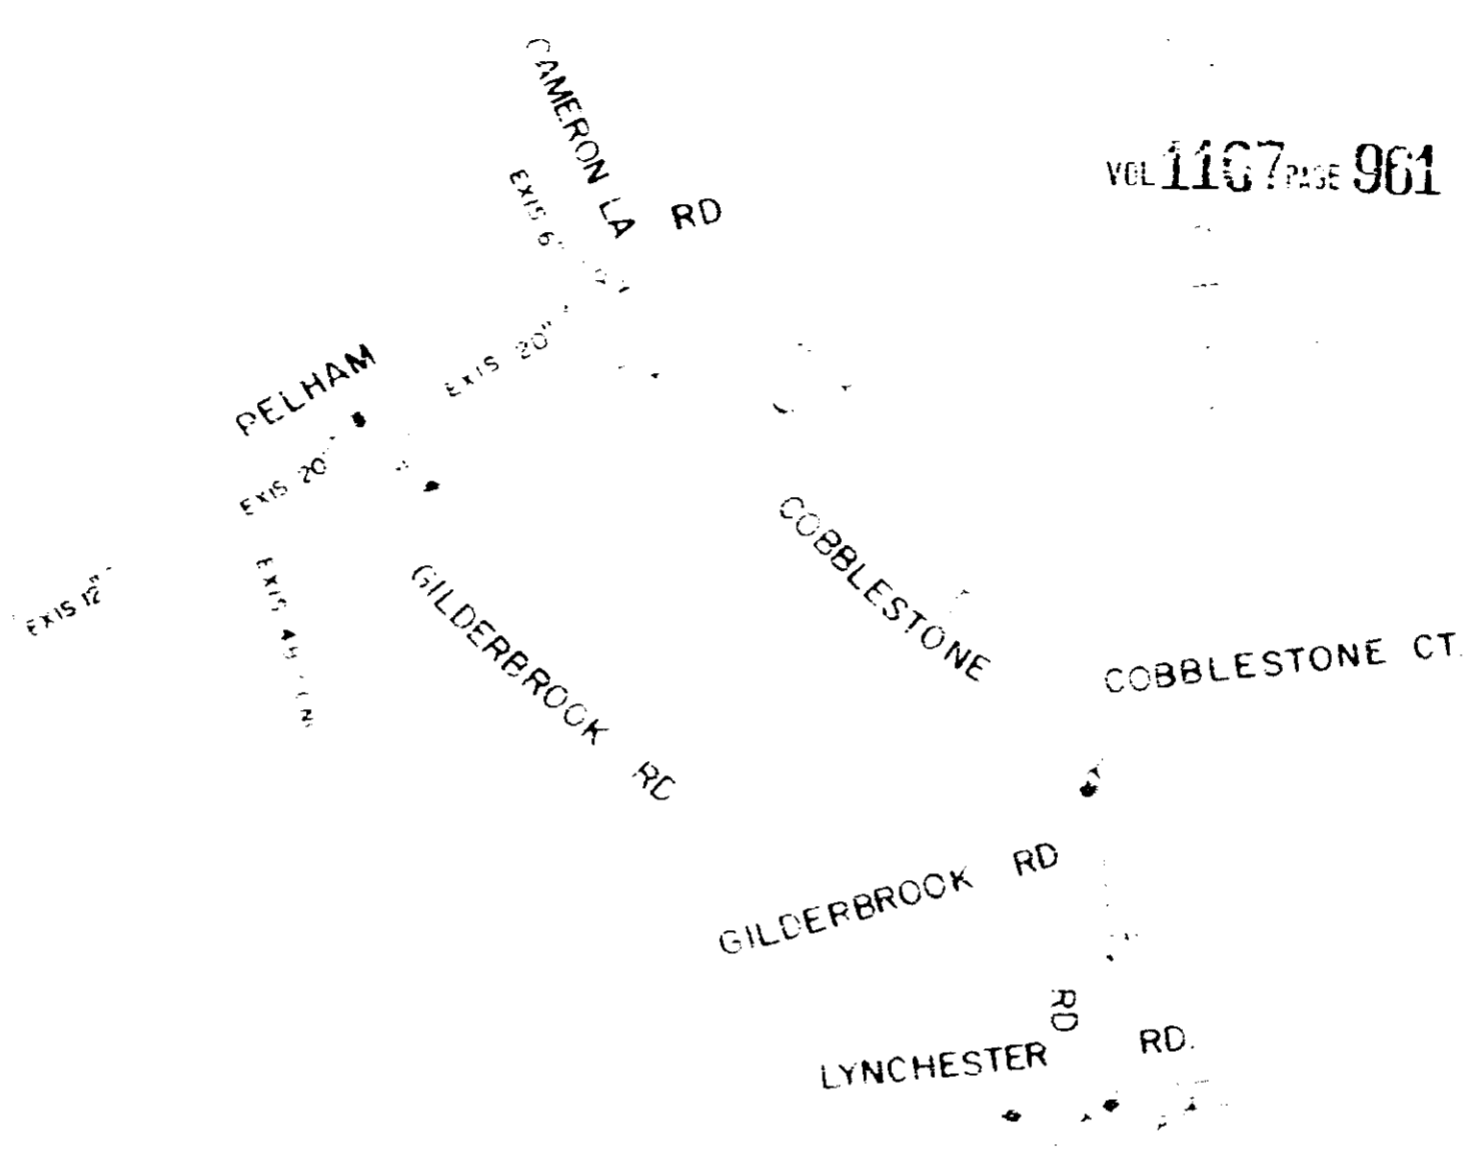 CAMERON LA
VOL 1167 PAGE 961
EXIS 6"
RD
PELHAM
EXIS 20"
EXIS 20"
COBBLESTONE
EXIS 12"
EXIS
GILDERBROOK RD
COBBLESTONE CT.
GILDERBROOK RD
RD
LYNCHESTER RD.